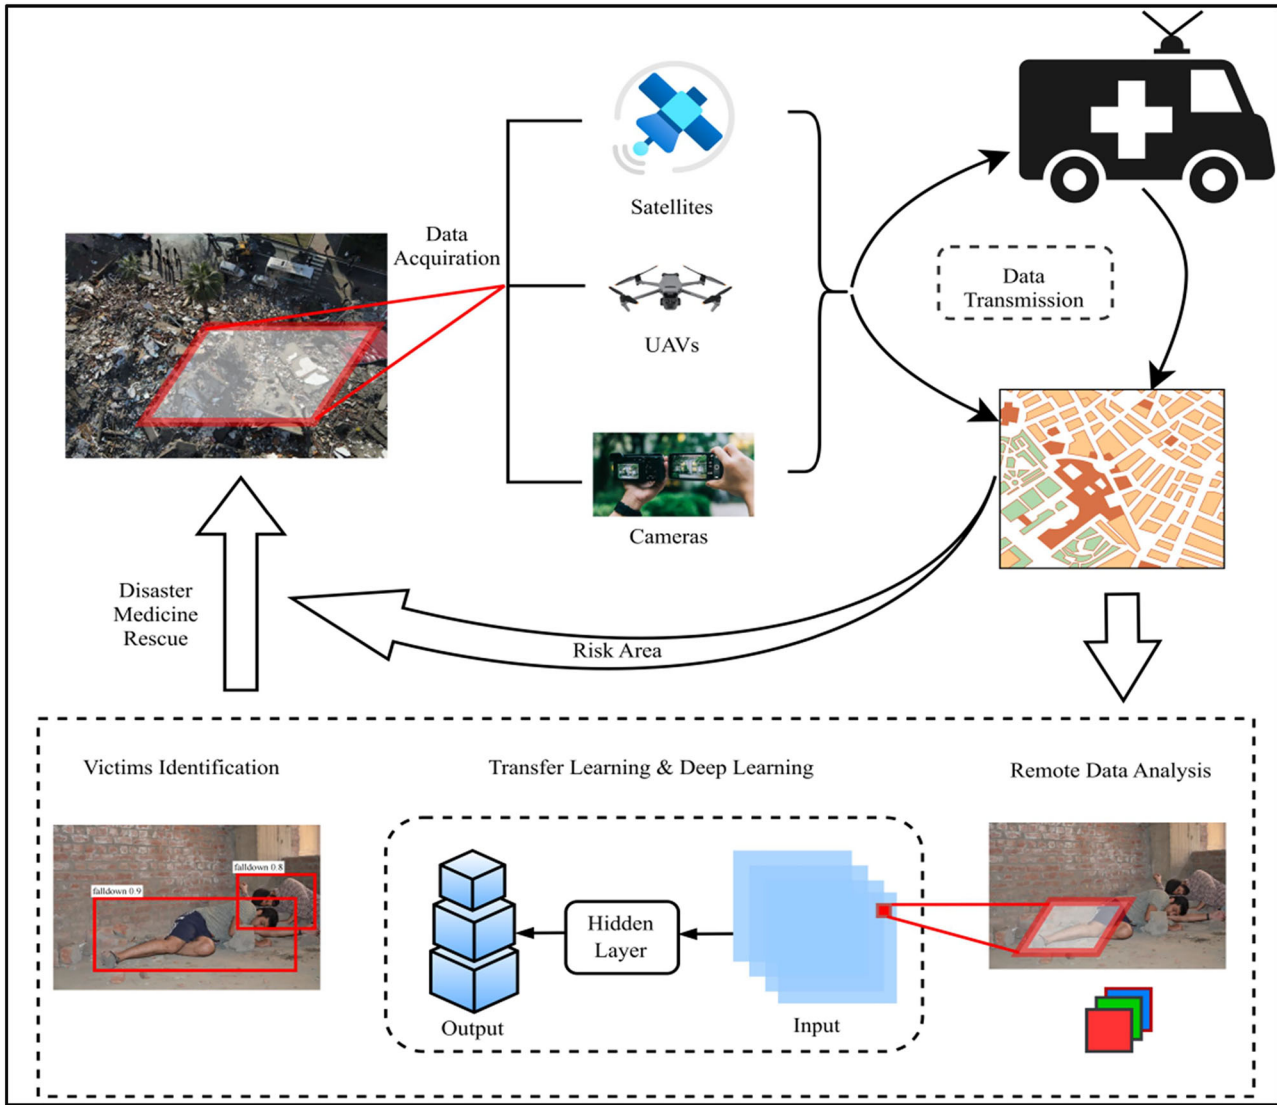 Satellites
Data
Acquiration
UAVs
Data
Transmission
Cameras
Disaster
Medicine
Rescue
Risk Area
Victims Identification
Transfer Learning & Deep Learning
Remote Data Analysis
falldown 0.8
falldown 0.9
Hidden
Layer
Output
Input